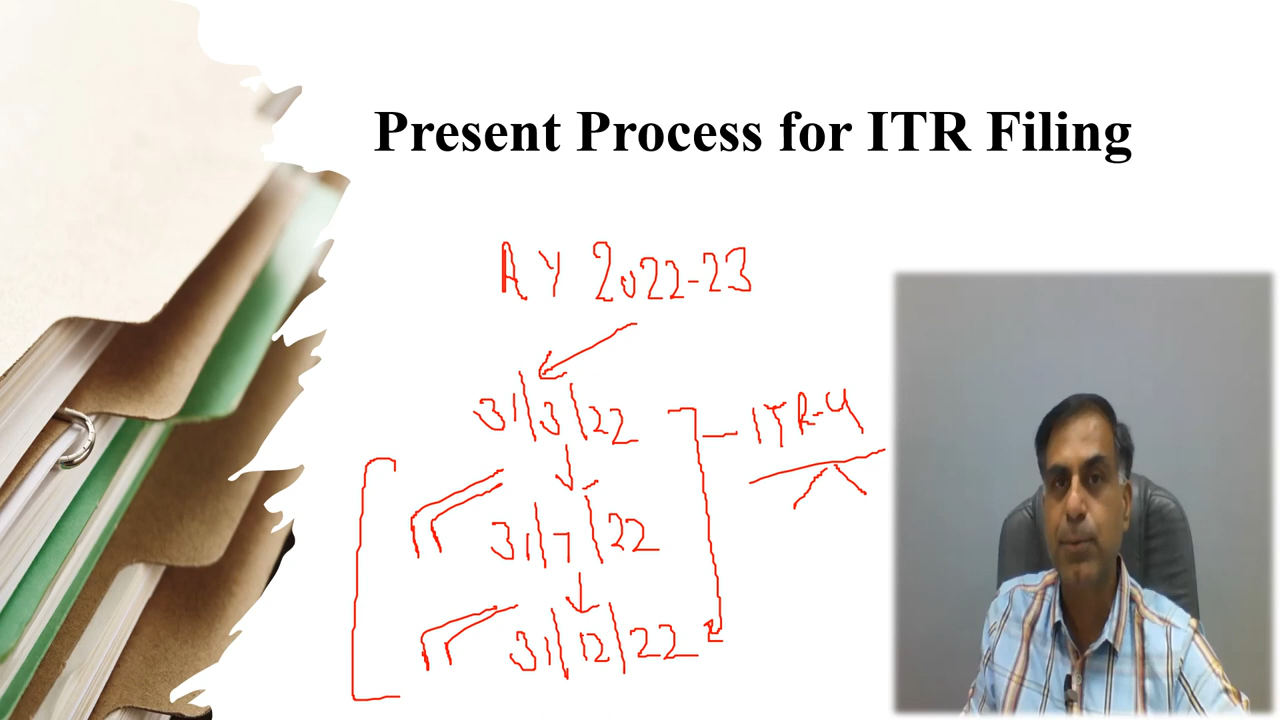 Present Process for ITR Filing
AY 2022-23
31/3/22
ITR-4
31/7/22
31/12/22